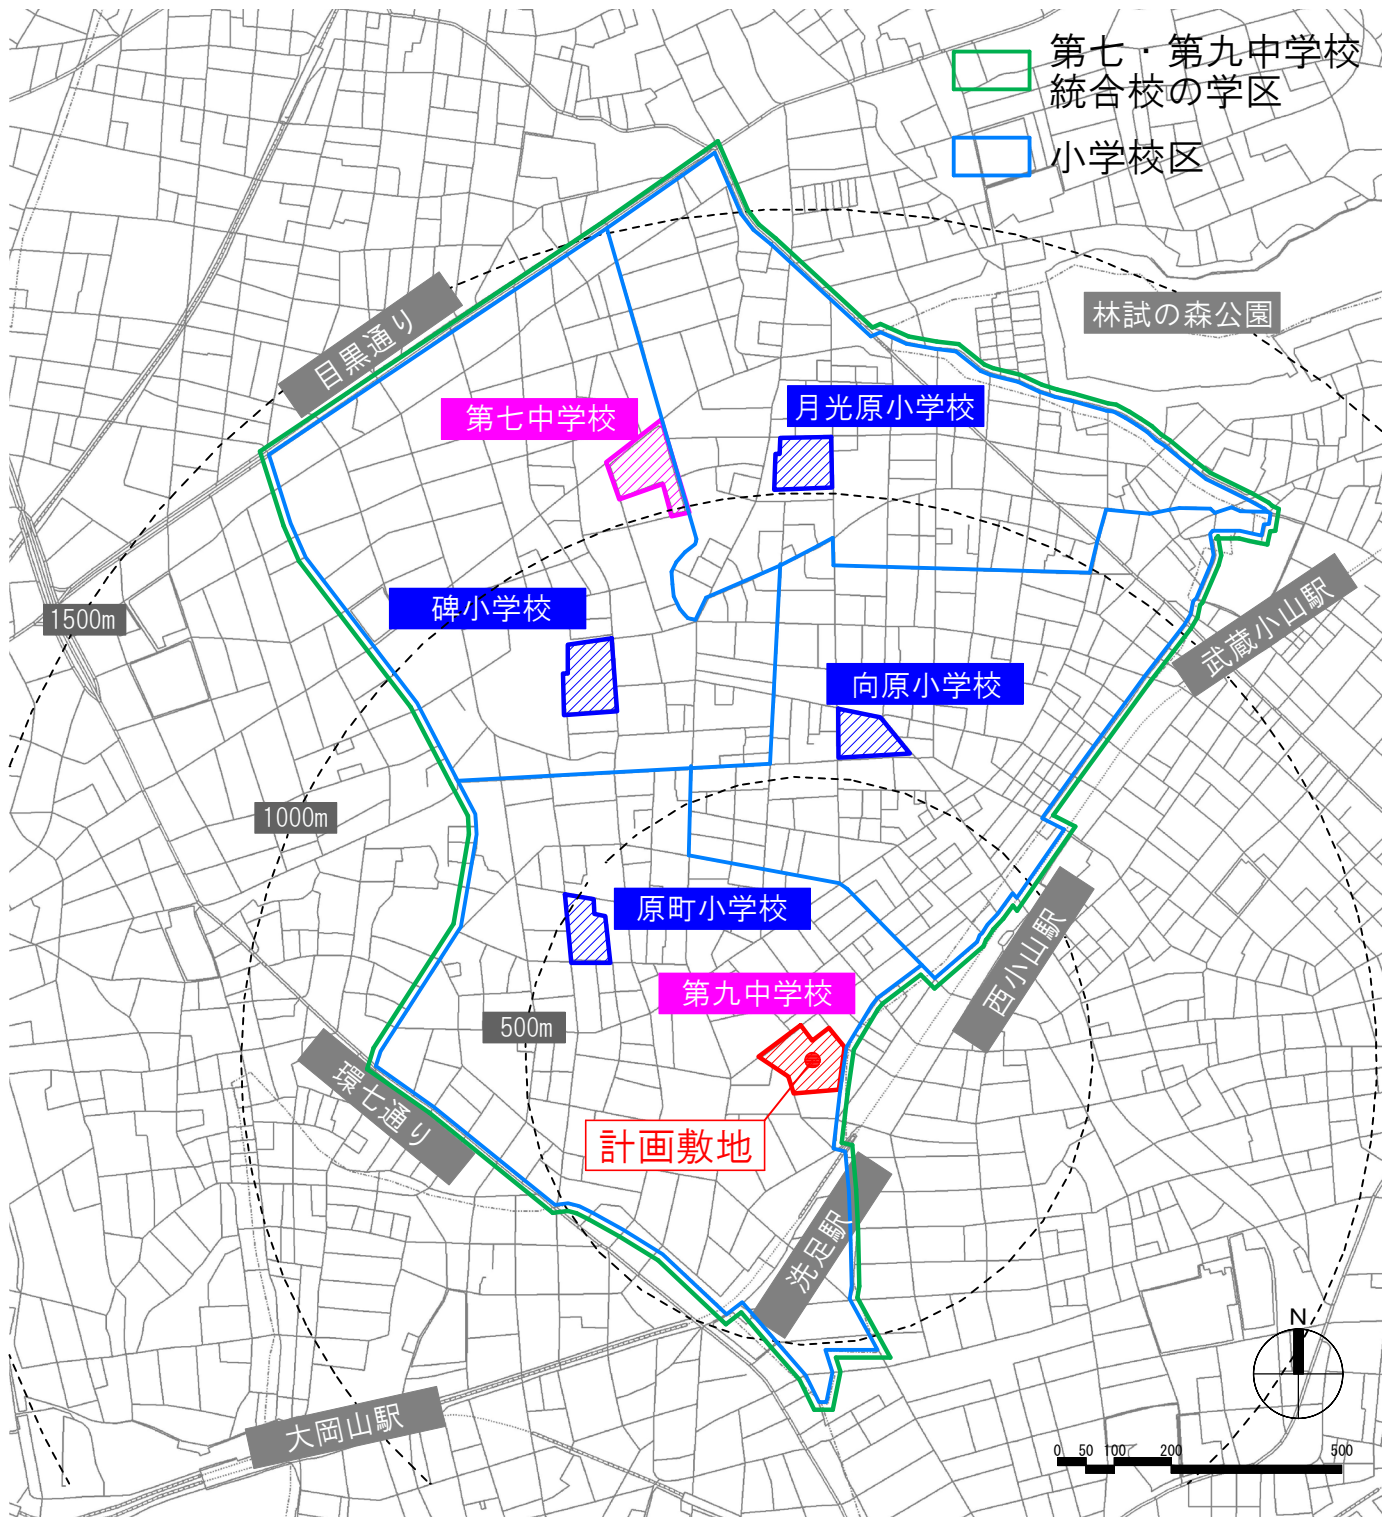 第七・第九中学校
統合校の学区
小学校区
林試の森公園
目黒通り
月光原小学校
第七中学校
碑小学校
1500m
武蔵小山駅
向原小学校
1000m
原町小学校
第九中学校
西小山駅
500m
環七通り
計画敷地
洗足駅
N
大岡山駅
0 50 100 200 500